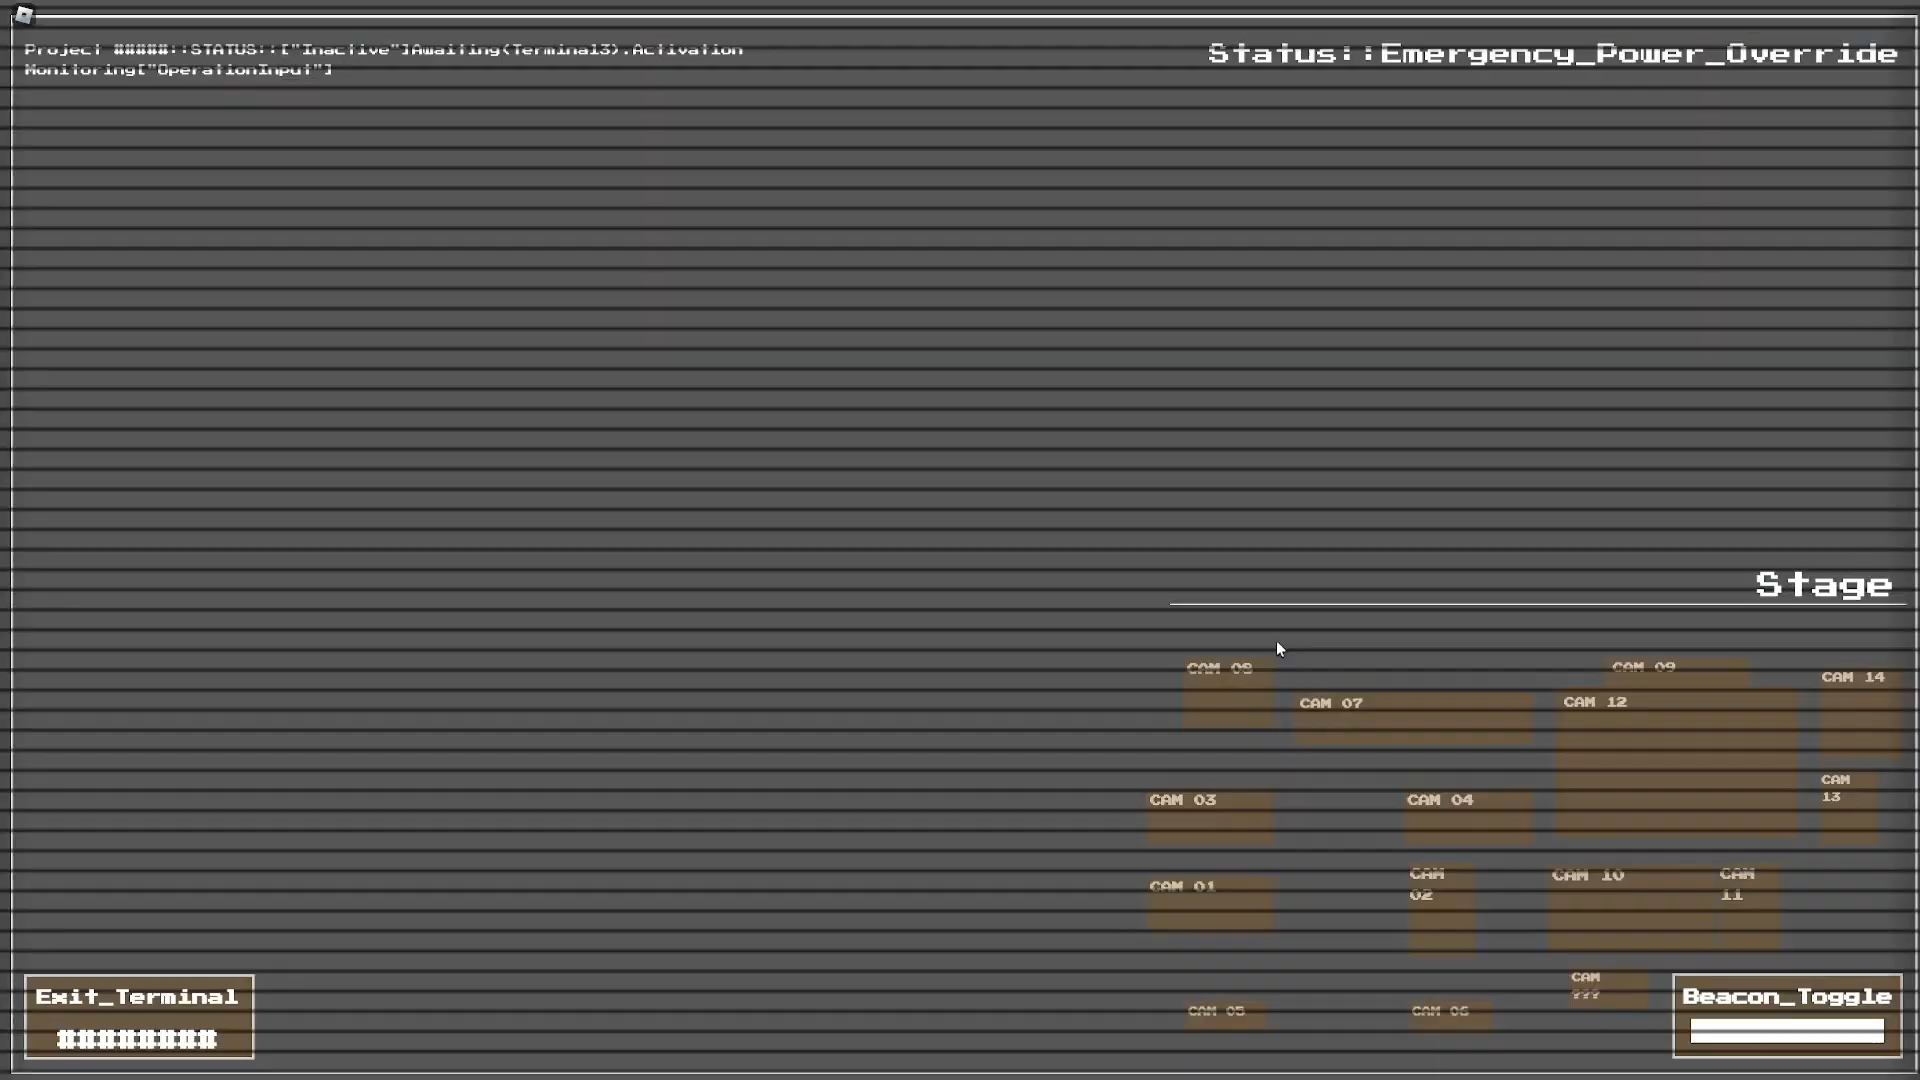 Project #####::STATUS::["Inactive"]Awaiting(Terminal3).Activation
Monitoring["OperationInput"]
Status::Emergency_Power_Override
Stage
CAM 08
CAM 09
CAM 14
CAM 07
CAM 12
CAM
13
CAM 03
CAM 04
CAM 01
CAM
02
CAM 10
CAM
11
CAM
???
CAM 05
CAM 06
Exit_Terminal
########
Beacon_Toggle